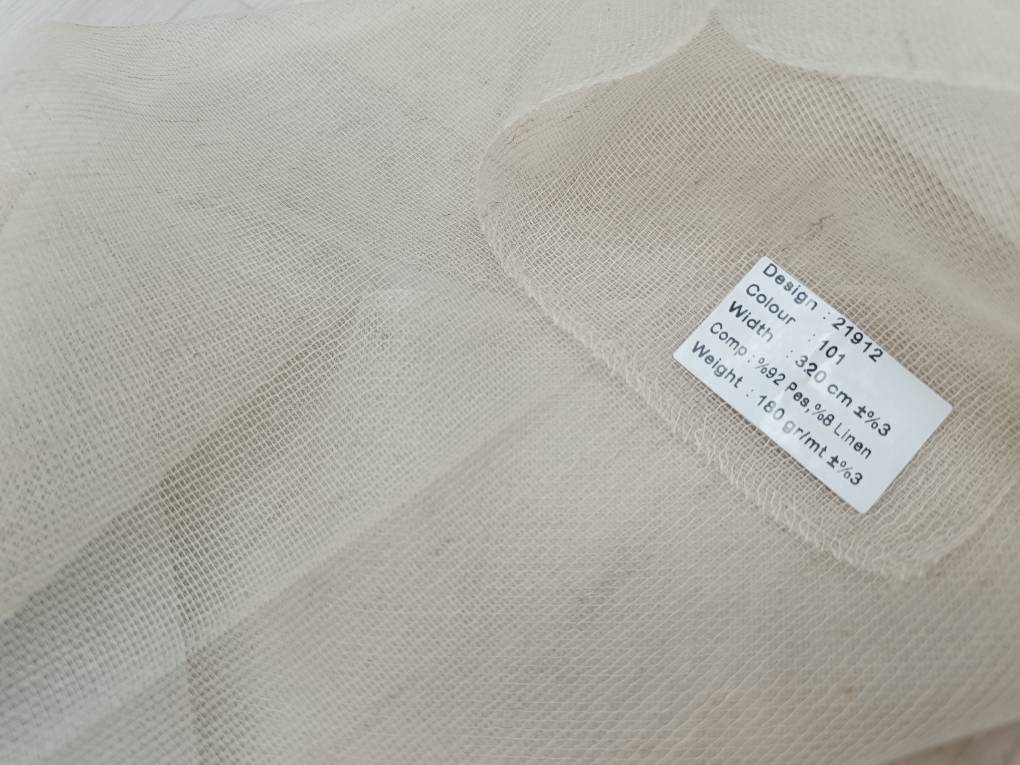 Design : 21912
Colour : 101
Width : 320 cm ±%3
Comp : %92 Pes, %8 Linen
Weight : 180 gr/mt ±%3